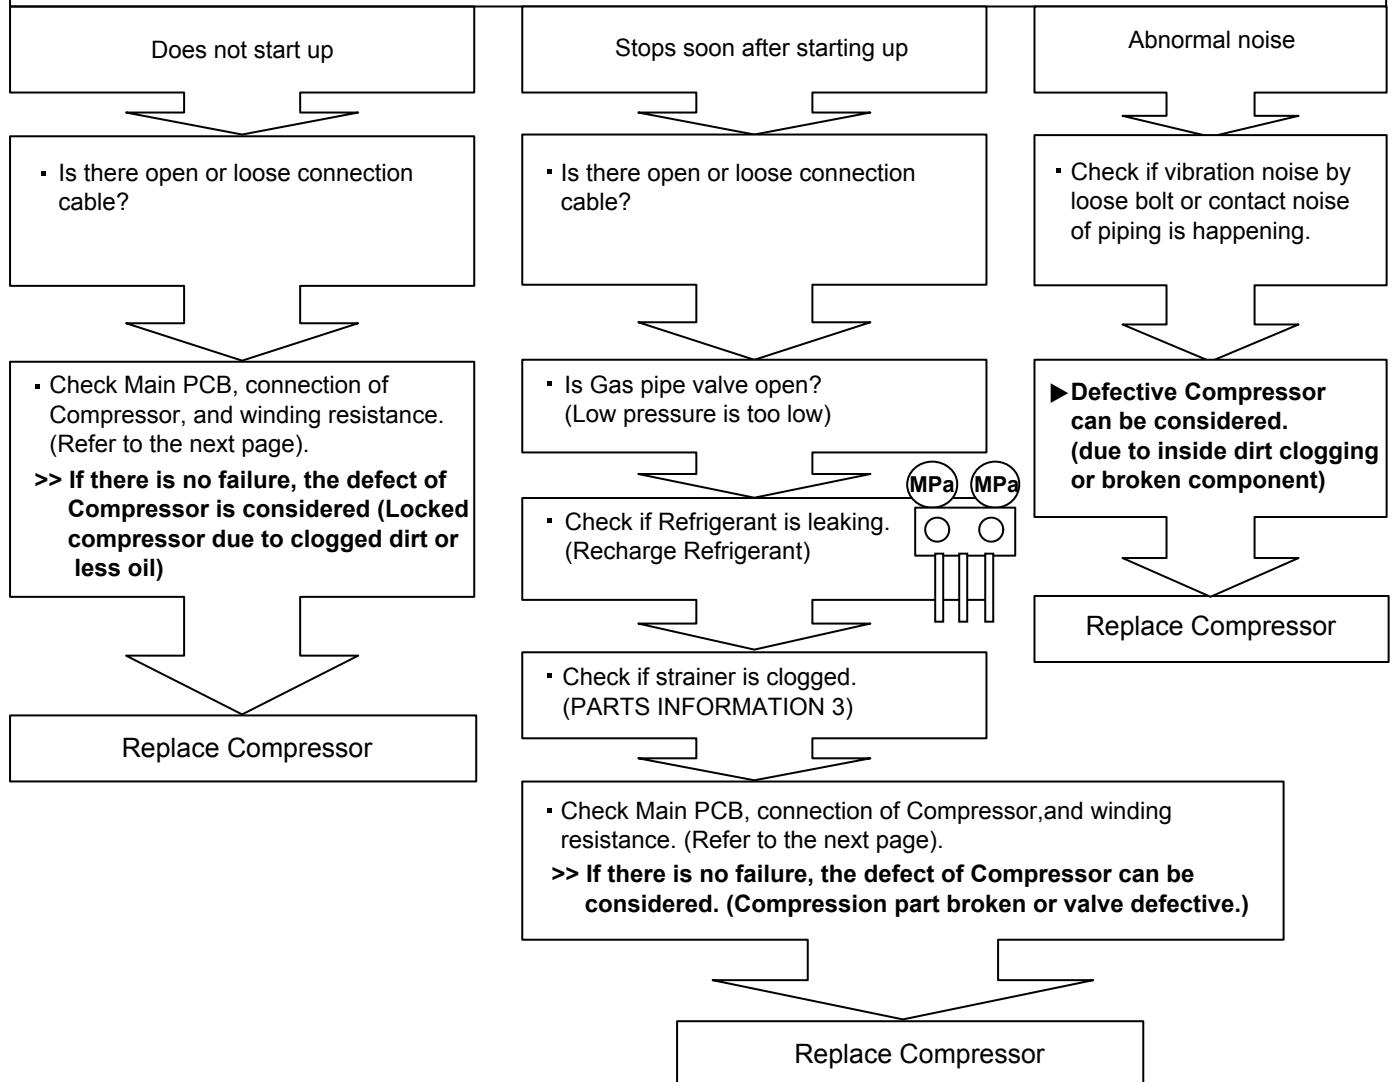 Does not start up
· Is there open or loose connection
cable?
· Check Main PCB, connection of
Compressor, and winding resistance.
(Refer to the next page).
>> If there is no failure, the defect of
Compressor is considered (Locked
compressor due to clogged dirt or
less oil)
Replace Compressor
Stops soon after starting up
· Is there open or loose connection
cable?
· Is Gas pipe valve open?
(Low pressure is too low)
MPa MPa
· Check if Refrigerant is leaking.
(Recharge Refrigerant)
· Check if strainer is clogged.
(PARTS INFORMATION 3)
· Check Main PCB, connection of Compressor,and winding
resistance. (Refer to the next page).
>> If there is no failure, the defect of Compressor can be
considered. (Compression part broken or valve defective.)
Replace Compressor
Abnormal noise
· Check if vibration noise by
loose bolt or contact noise
of piping is happening.
▶Defective Compressor
can be considered.
(due to inside dirt clogging
or broken component)
Replace Compressor